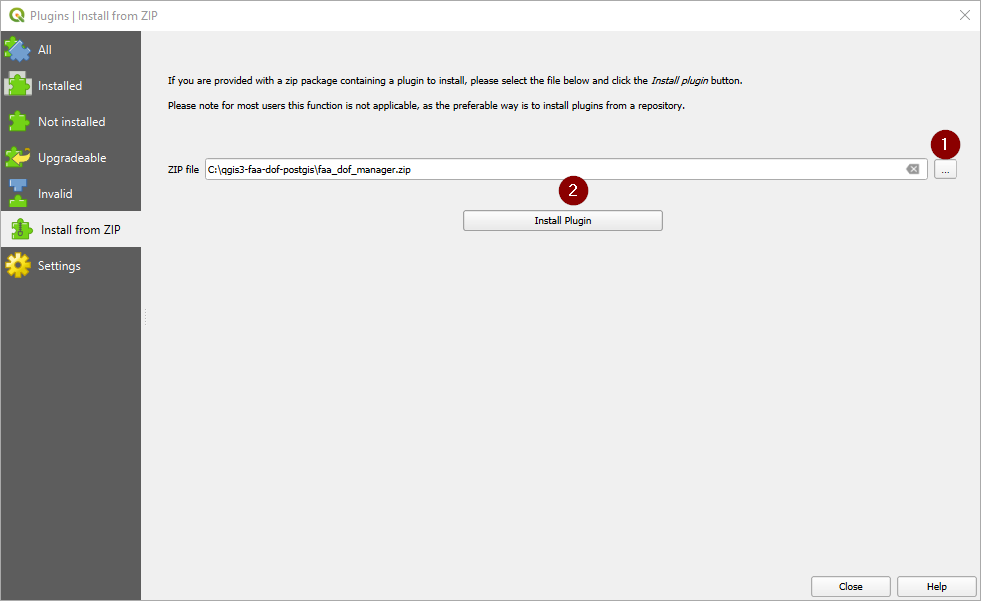 Plugins | Install from ZIP
All
Installed
Not installed
Upgradeable
Invalid
Install from ZIP
Settings
If you are provided with a zip package containing a plugin to install, please select the file below and click the Install plugin button.
Please note for most users this function is not applicable, as the preferable way is to install plugins from a repository.
1
ZIP file C:\qgis3-faa-dof-postgis\faa_dof_manager.zip ...
2
Install Plugin
Close Help